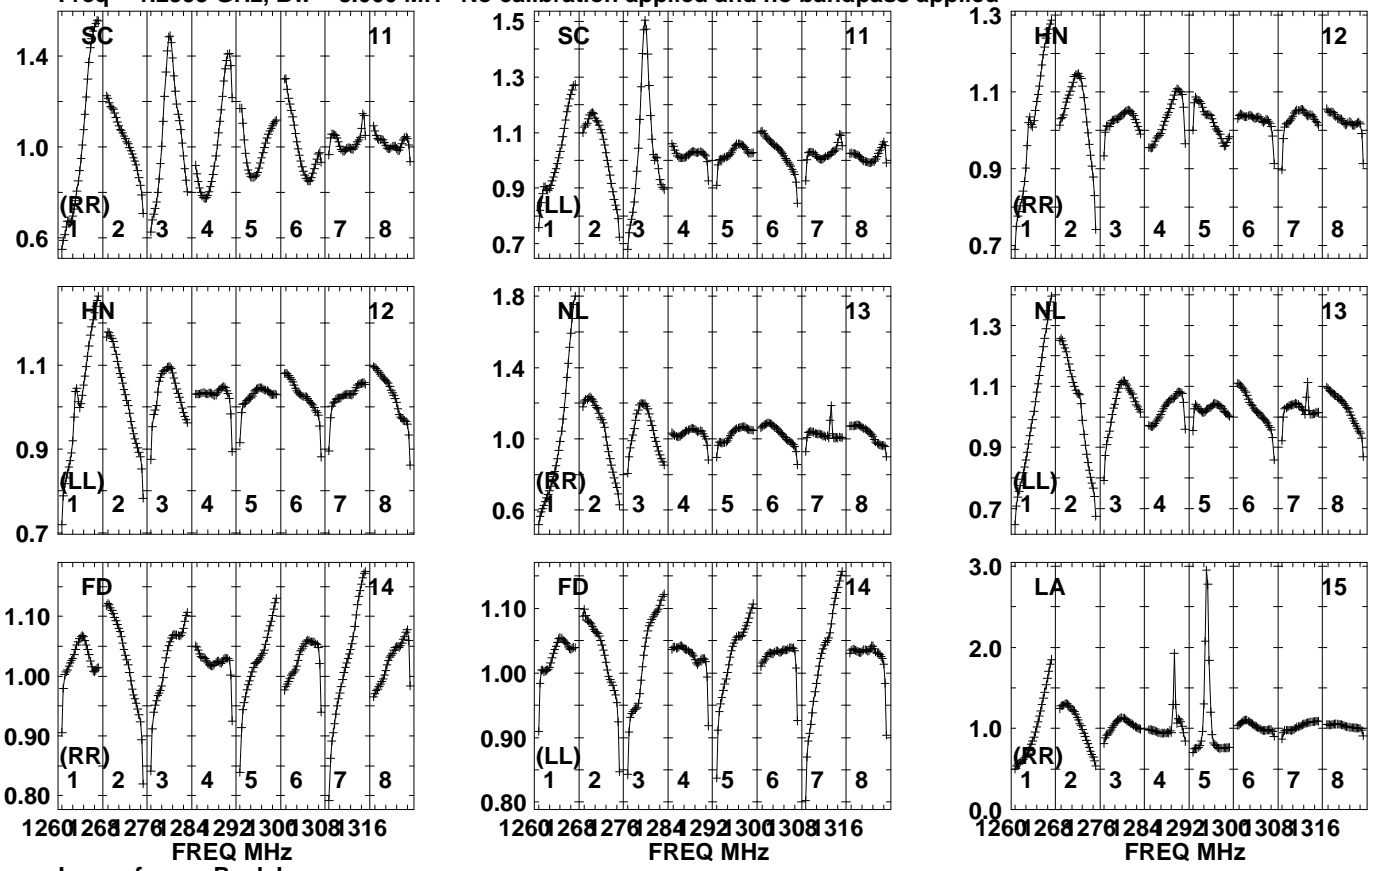 No calibration applied and no bandpass applied
SC 11
1.4
1.0
0.6
(RR)
1 2 3 4 5 6 7 8
SC 11
1.5
1.3
1.1
0.9
0.7
(LL)
1 2 3 4 5 6 7 8
HN 12
1.3
1.1
0.9
0.7
(RR)
1 2 3 4 5 6 7 8
HN 12
1.1
0.9
0.7
(LL)
1 2 3 4 5 6 7 8
NL 13
1.8
1.4
1.0
0.6
(RR)
1 2 3 4 5 6 7 8
NL 13
1.3
1.1
0.9
0.7
(LL)
1 2 3 4 5 6 7 8
FD 14
1.10
1.00
0.90
0.80
(RR)
1 2 3 4 5 6 7 8
1260 1268 1276 1284 1292 1300 1308 1316
FREQ MHz
FD 14
1.10
1.00
0.90
0.80
(LL)
1 2 3 4 5 6 7 8
1260 1268 1276 1284 1292 1300 1308 1316
FREQ MHz
LA 15
3.0
2.0
1.0
0.0
(RR)
1 2 3 4 5 6 7 8
1260 1268 1276 1284 1292 1300 1308 1316
FREQ MHz